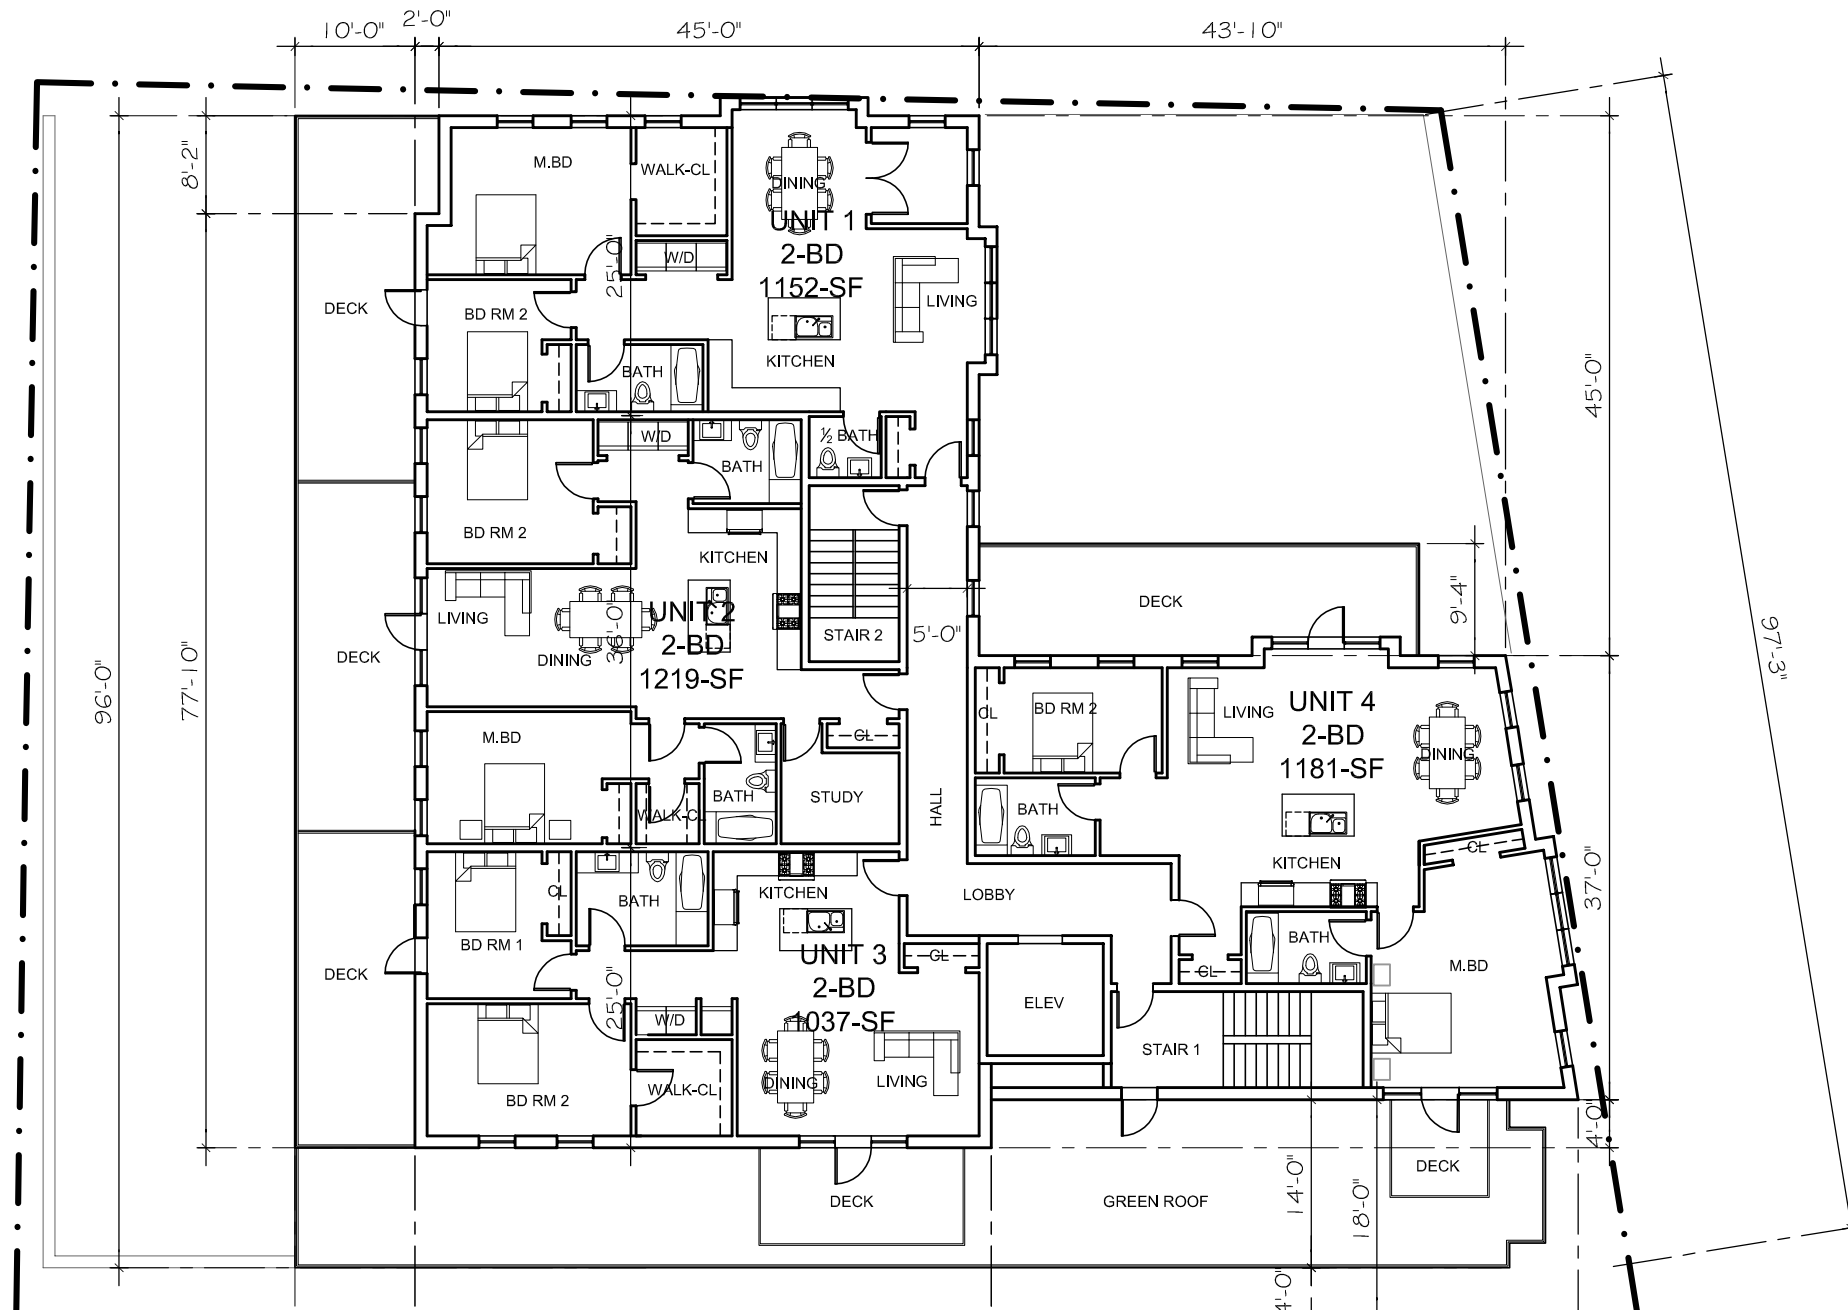 10'-0"
2'-0"
45'-0"
43'-10"
8'-2"
M.BD
WALK-CL
DINING
UNIT 1
2-BD
1152-SF
W/D
25'-0"
DECK
BD RM 2
LIVING
KITCHEN
BATH
45'-0"
W/D
BATH
½ BATH
BD RM 2
KITCHEN
LIVING
UNIT 2
2-BD
1219-SF
DINING
36'-0"
STAIR 2
5'-0"
DECK
DECK
9'-4"
96'-0"
77'-10"
97'-3"
M.BD
CL
WALK-CL
BATH
STUDY
HALL
CL
BD RM 2
LIVING
UNIT 4
2-BD
1181-SF
DINING
BATH
KITCHEN
CL
37'-0"
CL
BATH
KITCHEN
LOBBY
BD RM 1
UNIT 3
2-BD
1037-SF
CL
BATH
CL
M.BD
DECK
25'-0"
W/D
ELEV
STAIR 1
DINING
LIVING
WALK-CL
BD RM 2
4'-0"
DECK
GREEN ROOF
14'-0"
18'-0"
DECK
4'-0"